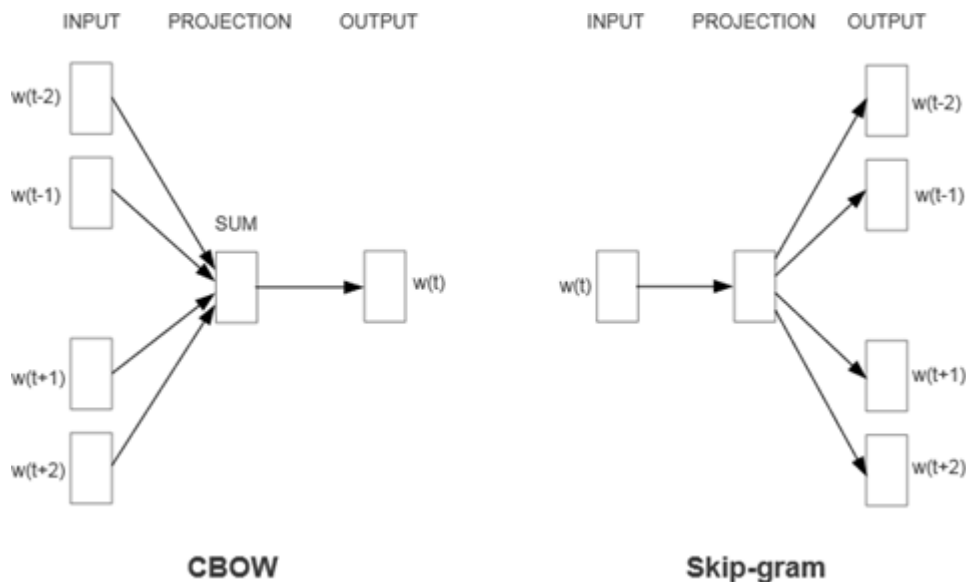 INPUT PROJECTION OUTPUT
w(t-2)
w(t-1)
SUM
w(t)
w(t+1)
w(t+2)
CBOW
INPUT PROJECTION OUTPUT
w(t-2)
w(t-1)
w(t)
w(t+1)
w(t+2)
Skip-gram